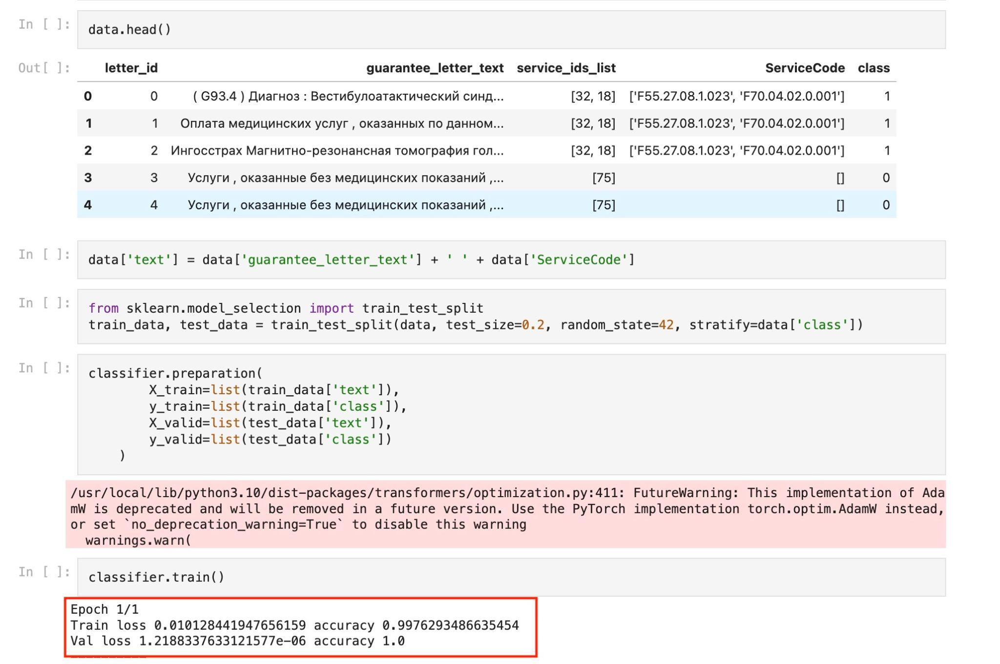 In [ ]: data.head()
Out[ ]: letter_id guarantee_letter_text service_ids_list ServiceCode class
0 0 ( G93.4 ) Диагноз : Вестибулоатактический синд... [32, 18] ['F55.27.08.1.023', 'F70.04.02.0.001'] 1
1 1 Оплата медицинских услуг , оказанных по данном... [32, 18] ['F55.27.08.1.023', 'F70.04.02.0.001'] 1
2 2 Ингосстрах Магнитно-резонансная томография гол... [32, 18] ['F55.27.08.1.023', 'F70.04.02.0.001'] 1
3 3 Услуги , оказанные без медицинских показаний ,... [75] [] 0
4 4 Услуги , оказанные без медицинских показаний ,... [75] [] 0
In [ ]: data['text'] = data['guarantee_letter_text'] + ' ' + data['ServiceCode']
In [ ]: from sklearn.model_selection import train_test_split
train_data, test_data = train_test_split(data, test_size=0.2, random_state=42, stratify=data['class'])
In [ ]: classifier.preparation(
X_train=list(train_data['text']),
y_train=list(train_data['class']),
X_valid=list(test_data['text']),
y_valid=list(test_data['class'])
)
/usr/local/lib/python3.10/dist-packages/transformers/optimization.py:411: FutureWarning: This implementation of Ada
mW is deprecated and will be removed in a future version. Use the PyTorch implementation torch.optim.AdamW instead,
or set `no_deprecation_warning=True` to disable this warning
warnings.warn(
In [ ]: classifier.train()
Epoch 1/1
Train loss 0.010128441947656159 accuracy 0.9976293486635454
Val loss 1.2188337633121577e-06 accuracy 1.0
----------